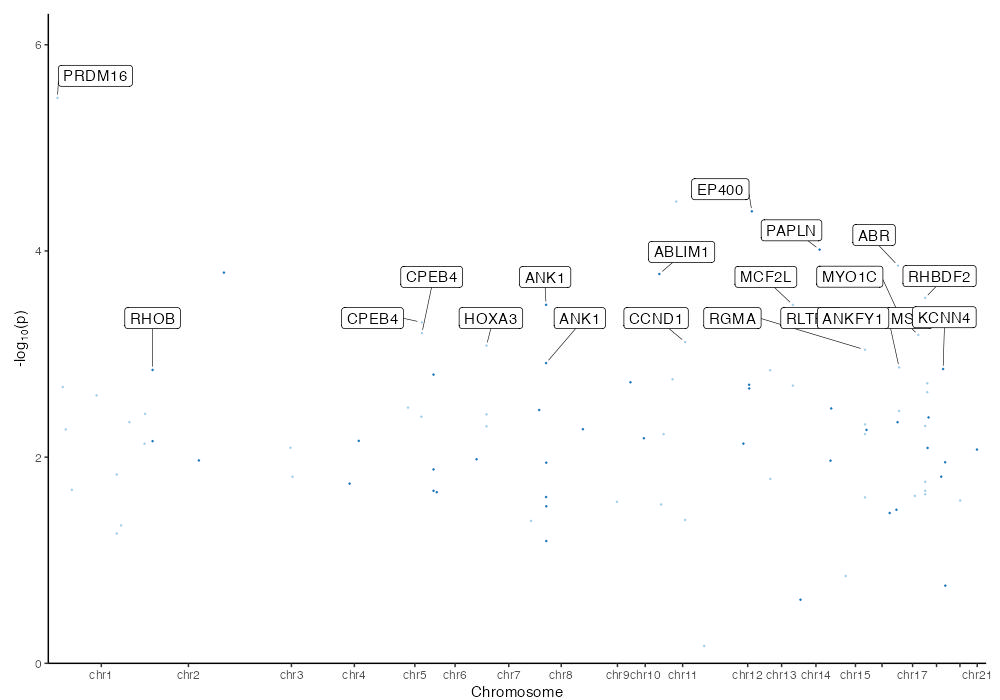 6
PRDM16
EP400
PAPLN
ABR
4
ABLIM1
CPEB4
ANK1
MCF2L
MYO1C
RHBDF2
RHOB
CPEB4
HOXA3
ANK1
CCND1
RGMA
ANKFY1
KCNN4
-log10(p)
2
0
chr1
chr2
chr3
chr4
chr5
chr6
chr7
chr8
chr9
chr10
chr11
chr12
chr13
chr14
chr15
chr17
chr21
Chromosome